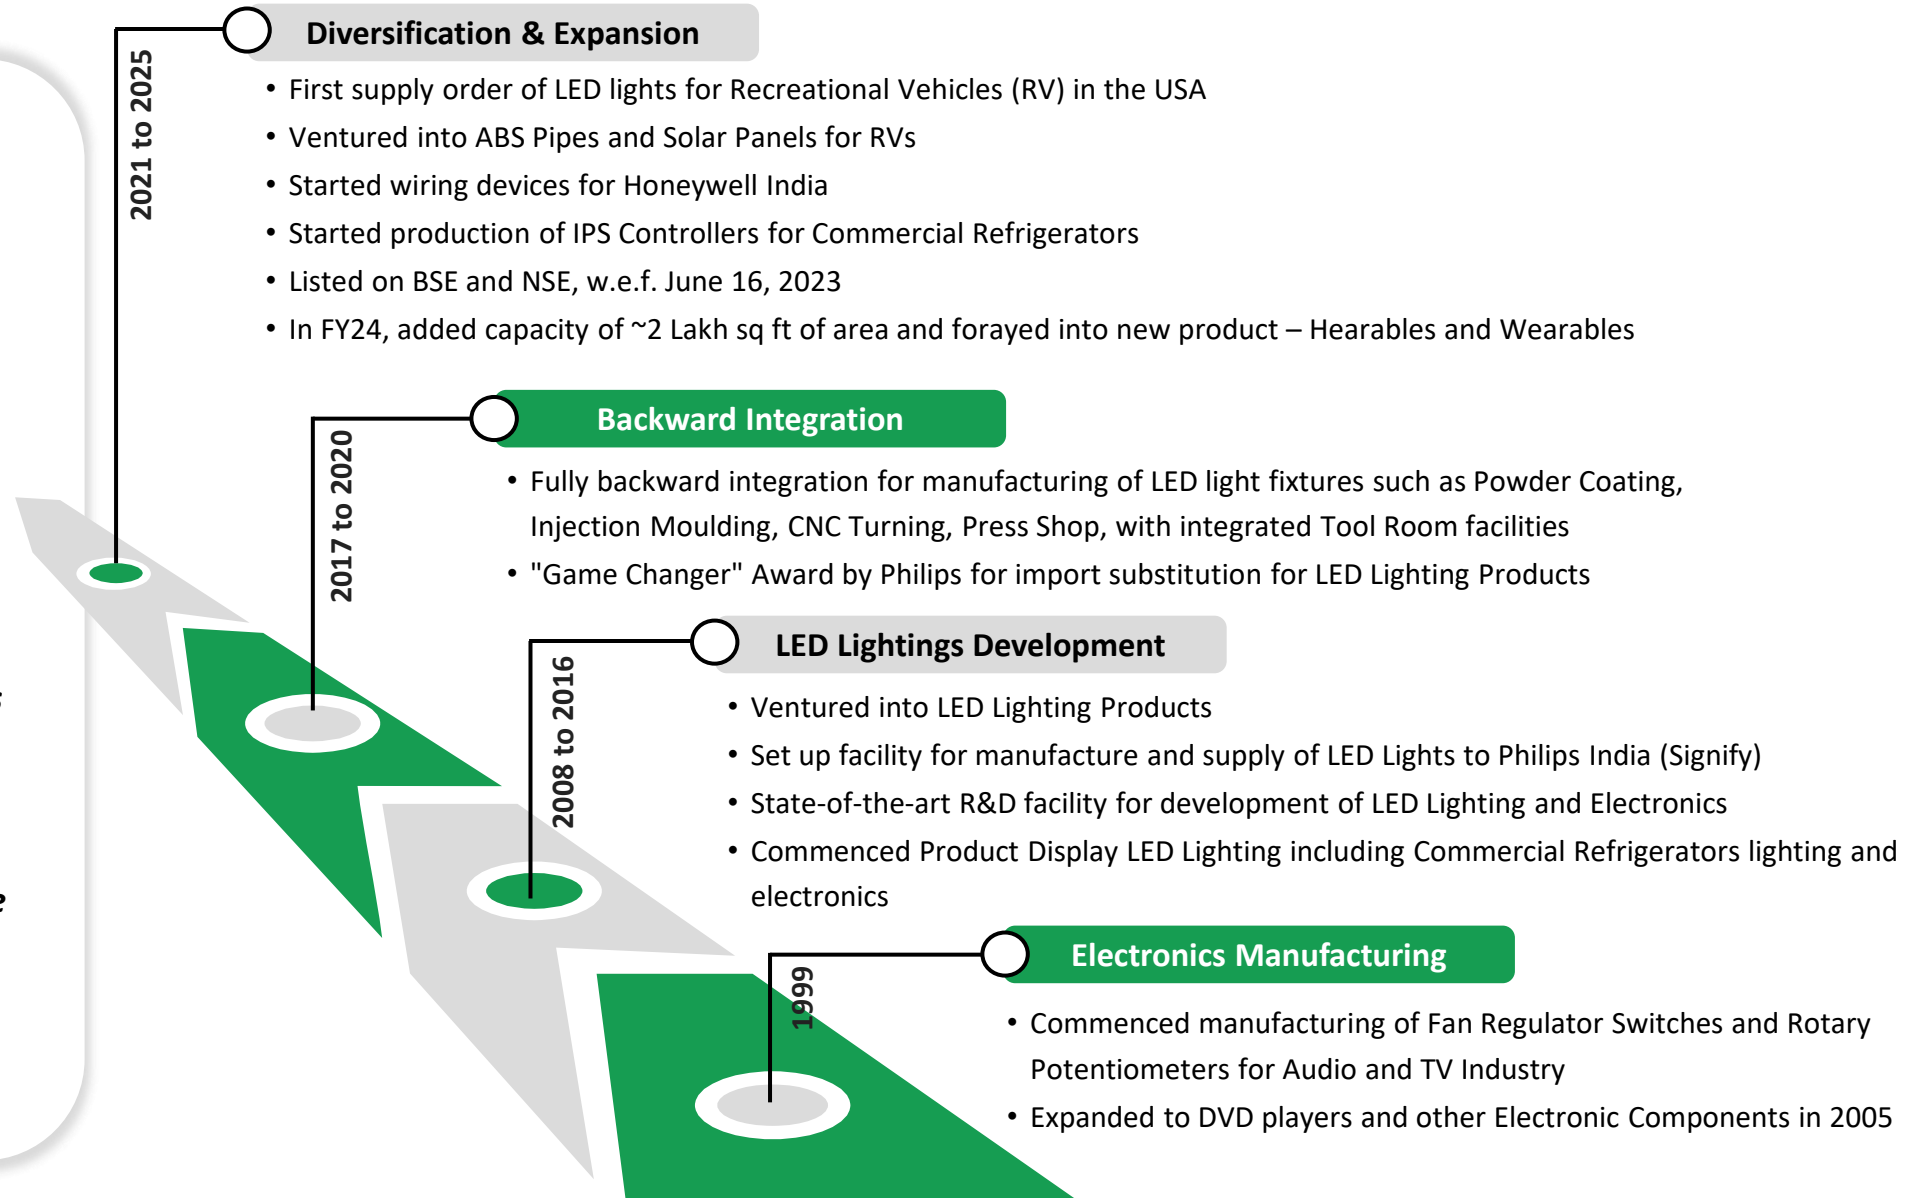 Diversification & Expansion
2021 to 2025
• First supply order of LED lights for Recreational Vehicles (RV) in the USA
• Ventured into ABS Pipes and Solar Panels for RVs
• Started wiring devices for Honeywell India
• Started production of IPS Controllers for Commercial Refrigerators
• Listed on BSE and NSE, w.e.f. June 16, 2023
• In FY24, added capacity of ~2 Lakh sq ft of area and forayed into new product – Hearables and Wearables
Backward Integration
2017 to 2020
• Fully backward integration for manufacturing of LED light fixtures such as Powder Coating,
Injection Moulding, CNC Turning, Press Shop, with integrated Tool Room facilities
• "Game Changer" Award by Philips for import substitution for LED Lighting Products
LED Lightings Development
2008 to 2016
• Ventured into LED Lighting Products
• Set up facility for manufacture and supply of LED Lights to Philips India (Signify)
• State-of-the-art R&D facility for development of LED Lighting and Electronics
• Commenced Product Display LED Lighting including Commercial Refrigerators lighting and
electronics
Electronics Manufacturing
1999
• Commenced manufacturing of Fan Regulator Switches and Rotary
Potentiometers for Audio and TV Industry
• Expanded to DVD players and other Electronic Components in 2005